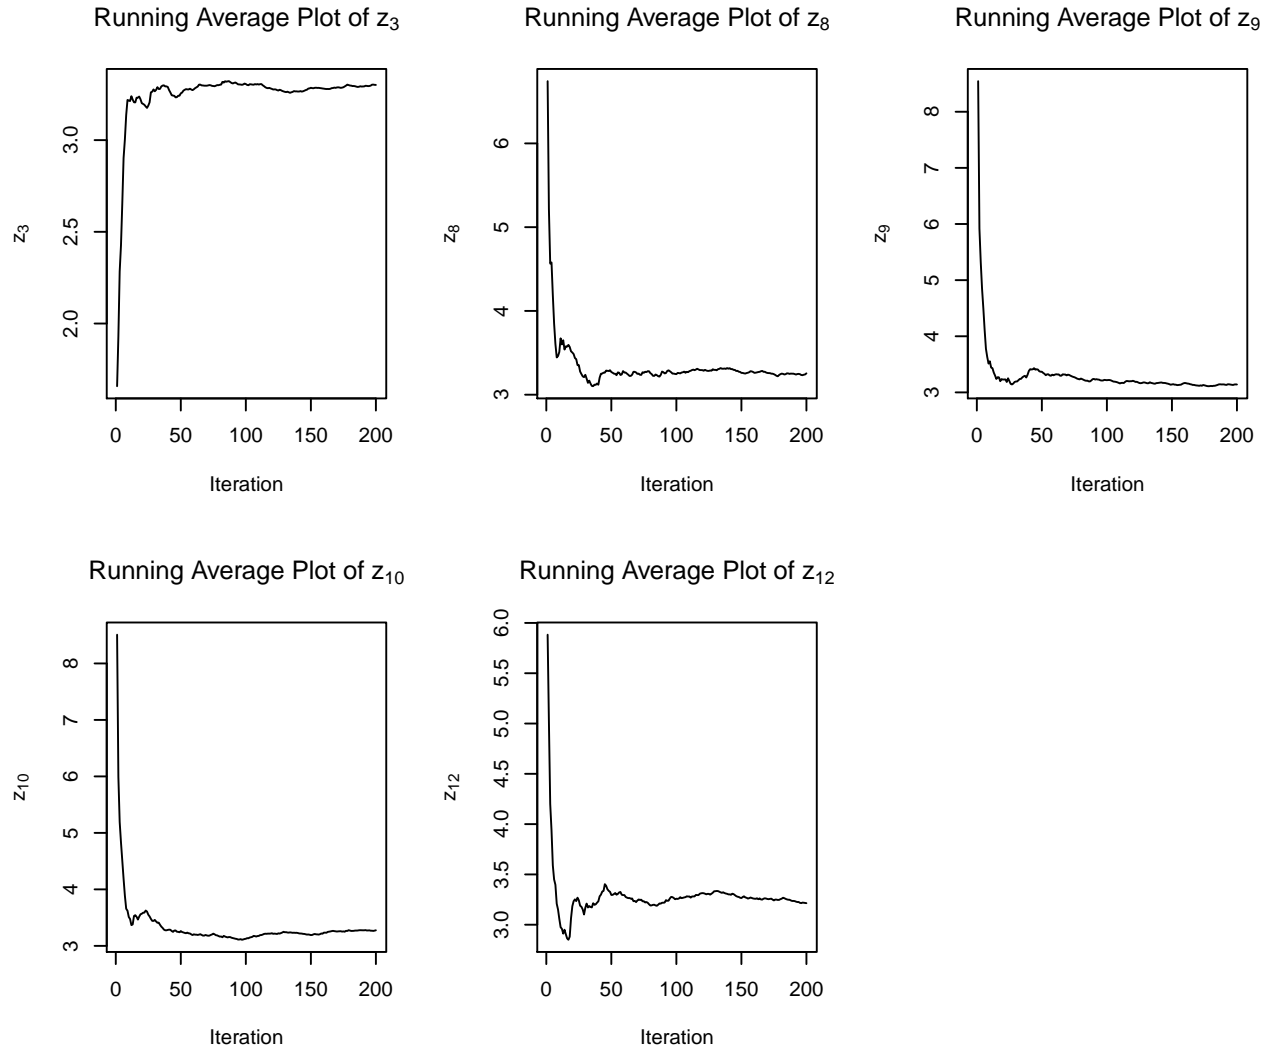 Running Average Plot of z₃
z₃
3.0
2.5
2.0
0 50 100 150 200
Iteration
Running Average Plot of z₈
z₈
6
5
4
3
0 50 100 150 200
Iteration
Running Average Plot of z₉
z₉
8
7
6
5
4
3
0 50 100 150 200
Iteration
Running Average Plot of z₁₀
z₁₀
8
7
6
5
4
3
0 50 100 150 200
Iteration
Running Average Plot of z₁₂
z₁₂
6.0
5.5
5.0
4.5
4.0
3.5
3.0
0 50 100 150 200
Iteration